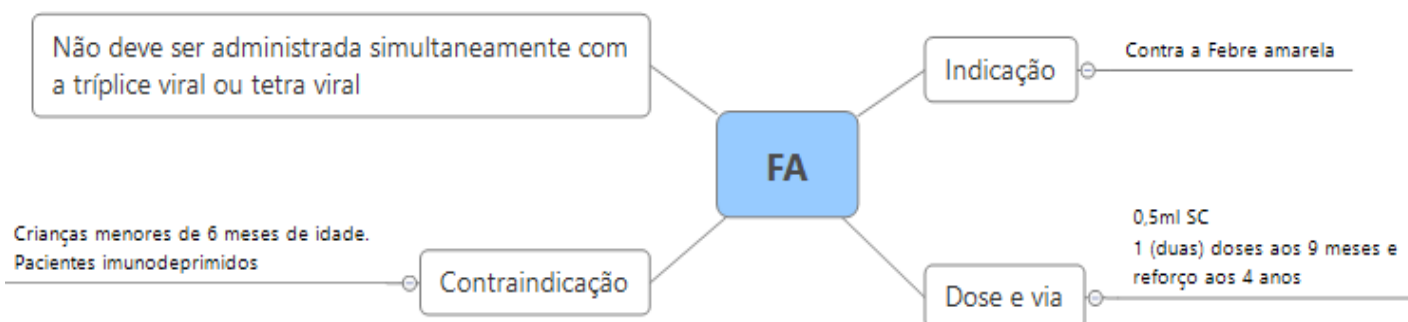 Não deve ser administrada simultaneamente com
a tríplice viral ou tetra viral
Indicação
Contra a Febre amarela
FA
Crianças menores de 6 meses de idade.
Pacientes imunodeprimidos
Contraindicação
Dose e via
0,5ml SC
1 (duas) doses aos 9 meses e
reforço aos 4 anos